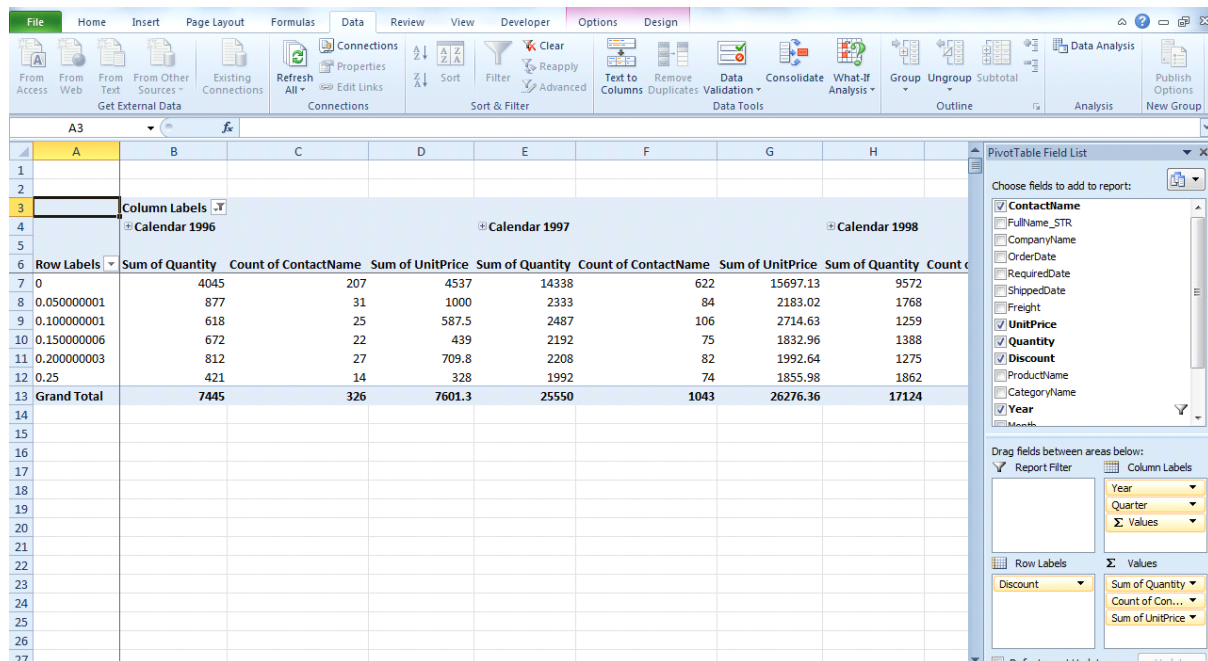 File Home Insert Page Layout Formulas Data Review View Developer Options Design
Connections Clear
Properties Reapply
Edit Links Advanced
From Access From Web From Text From Other Sources Existing Connections Refresh All Sort Filter Text to Columns Remove Duplicates Data Validation Consolidate What-If Analysis Group Ungroup Subtotal Data Analysis Publish Options
Get External Data Connections Sort & Filter Data Tools Outline Analysis New Group
A3 fx
A B C D E F G H
PivotTable Field List
1
2
Choose fields to add to report:
3 Column Labels
4 Calendar 1996 Calendar 1997 Calendar 1998
5
6 Row Labels Sum of Quantity Count of ContactName Sum of UnitPrice Sum of Quantity Count of ContactName Sum of UnitPrice Sum of Quantity Count
7 0 4045 207 4537 14338 622 15697.13 9572
8 0.050000001 877 31 1000 2333 84 2183.02 1768
9 0.100000001 618 25 587.5 2487 106 2714.63 1259
10 0.150000006 672 22 439 2192 75 1832.96 1388
11 0.200000003 812 27 709.8 2208 82 1992.64 1275
12 0.25 421 14 328 1992 74 1855.98 1862
13 Grand Total 7445 326 7601.3 25550 1043 26276.36 17124
14
15
16
17
18
19
20
21
22
23
24
25
26
27
ContactName
FullName_STR
CompanyName
OrderDate
RequiredDate
ShippedDate
Freight
UnitPrice
Quantity
Discount
ProductName
CategoryName
Year
Month
Drag fields between areas below:
Report Filter Column Labels
Year
Quarter
Σ Values
Row Labels Σ Values
Discount Sum of Quantity
Count of Con...
Sum of UnitPrice